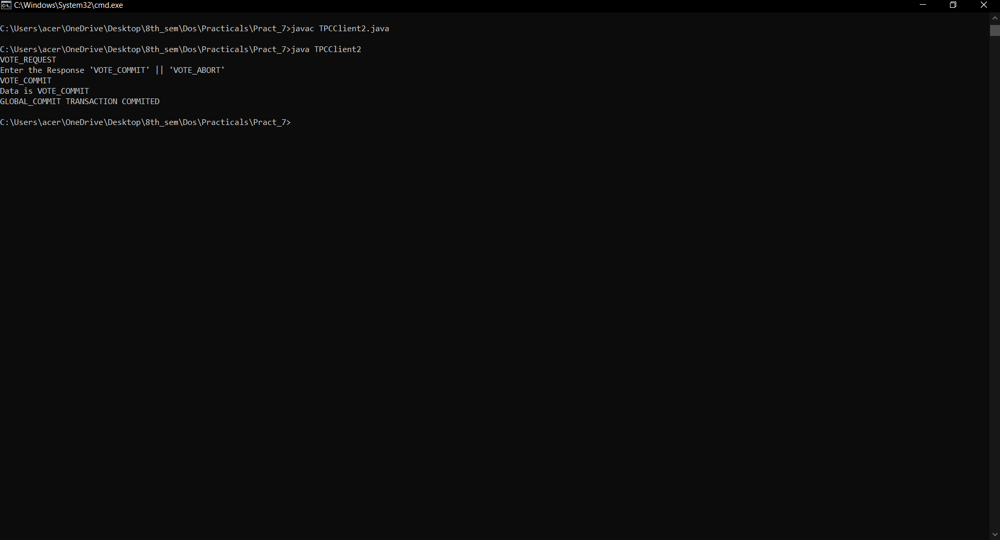 C:\Windows\System32\cmd.exe
C:\Users\acer\OneDrive\Desktop\8th_sem\Dos\Practicals\Pract_7>javac TPCClient2.java
C:\Users\acer\OneDrive\Desktop\8th_sem\Dos\Practicals\Pract_7>java TPCClient2
VOTE_REQUEST
Enter the Response 'VOTE_COMMIT' || 'VOTE_ABORT'
VOTE_COMMIT
Data is VOTE_COMMIT
GLOBAL_COMMIT TRANSACTION COMMITED
C:\Users\acer\OneDrive\Desktop\8th_sem\Dos\Practicals\Pract_7>